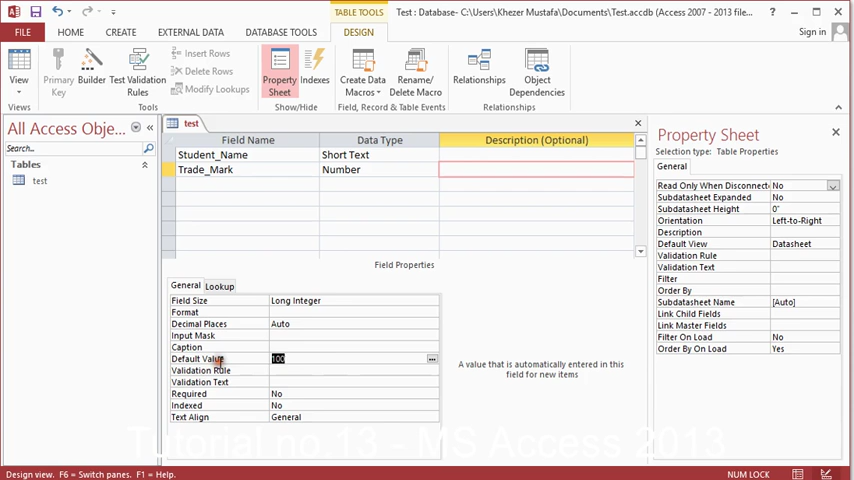 TABLE TOOLS
Test : Database- C:\Users\Khezer Mustafa\Documents\Test.accdb (Access 2007 - 2013 file...
FILE HOME CREATE EXTERNAL DATA DATABASE TOOLS DESIGN Sign in
View
Primary Key
Builder
Test Validation Rules
Insert Rows
Delete Rows
Modify Lookups
Property Sheet
Indexes
Create Data Macros
Rename/ Delete Macro
Relationships
Object Dependencies
Views Tools Show/Hide Field, Record & Table Events Relationships
All Access Obje...
Search...
Tables
test
test
Field Name Data Type Description (Optional)
Student_Name Short Text
Trade_Mark Number
Field Properties
General Lookup
Field Size Long Integer
Format
Decimal Places Auto
Input Mask
Caption
Default Value 100
Validation Rule
Validation Text
Required No
Indexed No
Text Align General
A value that is automatically entered in this
field for new items
Property Sheet
Selection type: Table Properties
General
Read Only When Disconnect No
Subdatasheet Expanded No
Subdatasheet Height 0"
Orientation Left-to-Right
Description
Default View Datasheet
Validation Rule
Validation Text
Filter
Order By
Subdatasheet Name [Auto]
Link Child Fields
Link Master Fields
Filter On Load No
Order By On Load Yes
Tutorial no.13 - MS Access 2013
Design view. F6 = Switch panes. F1 = Help. NUM LOCK